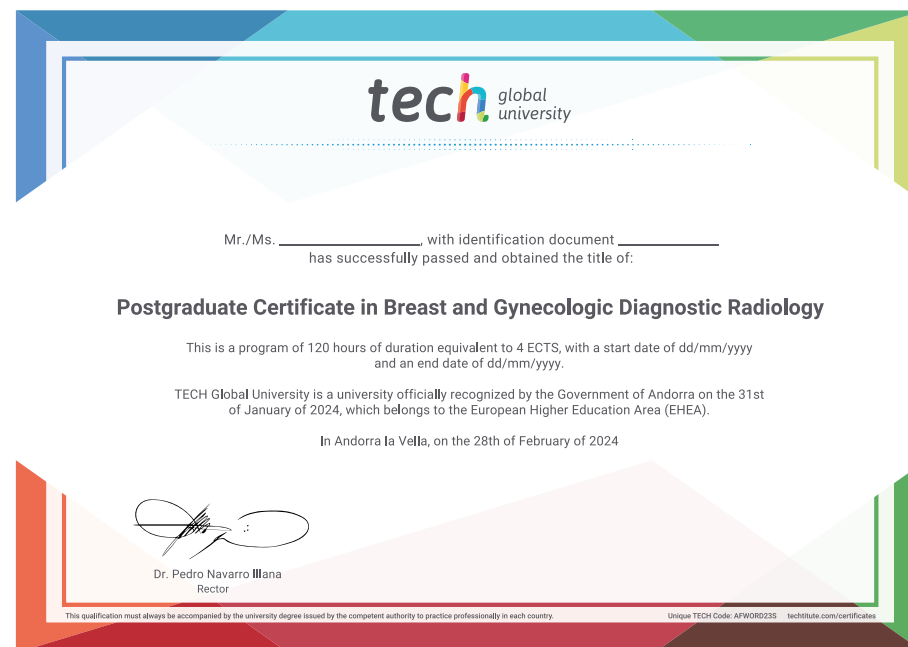 tech global
university
Mr./Ms. ____________________, with identification document ______________
has successfully passed and obtained the title of:
Postgraduate Certificate in Breast and Gynecologic Diagnostic Radiology
This is a program of 120 hours of duration equivalent to 4 ECTS, with a start date of dd/mm/yyyy
and an end date of dd/mm/yyyy.
TECH Global University is a university officially recognized by the Government of Andorra on the 31st
of January of 2024, which belongs to the European Higher Education Area (EHEA).
In Andorra la Vella, on the 28th of February of 2024
Dr. Pedro Navarro Illana
Rector
This qualification must always be accompanied by the university degree issued by the competent authority to practice professionally in each country.
Unique TECH Code: AFWORD23S techtitute.com/certificates